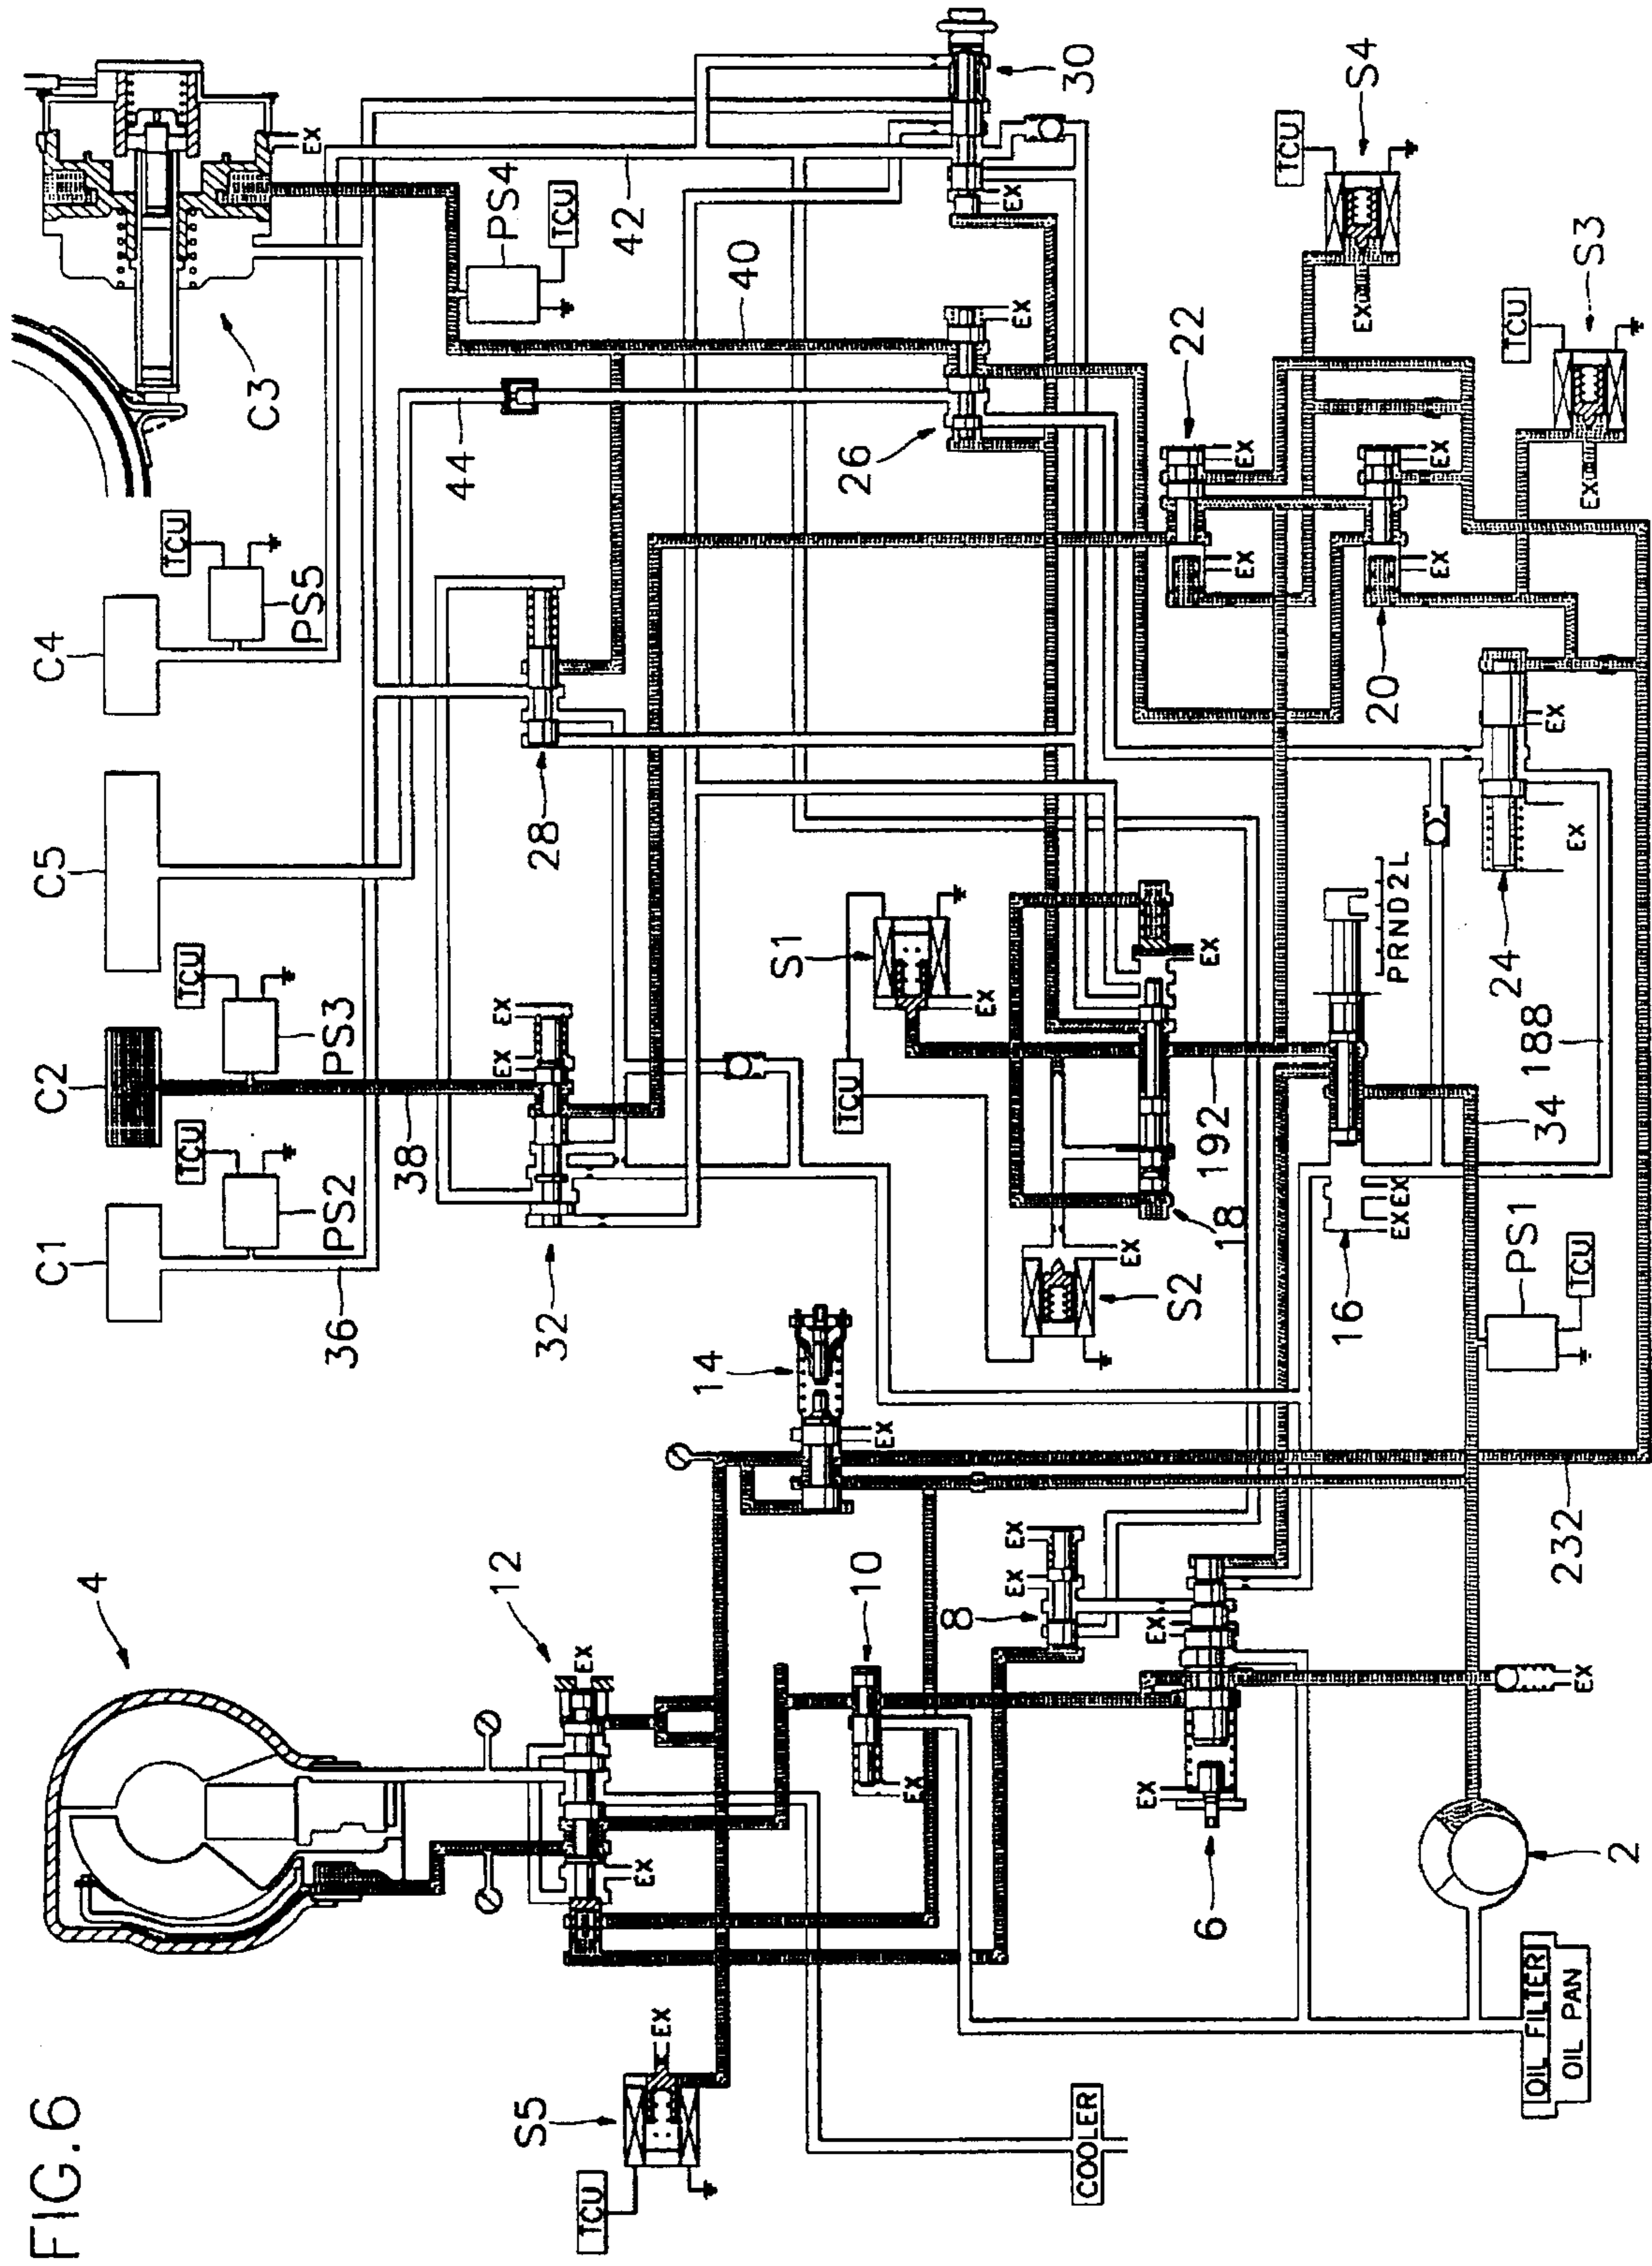 FIG.6
4
C1
C2
C5
C4
C3
TCU
PS2
TCU
PS3
TCU
PS5
EX
PS4
TCU
36
38
44
42
40
30
12
EX
EX
S5
TCU
EX
32
EX
EX
28
26
EX
EX
14
EX
S1
EX
TCU
10
EX
8
EX
EX
S2
EX
18
EX
192
22
EX
EX
20
EX
EX
S4
TCU
EX
S3
TCU
EX
6
EX
EX
EX
16
EX
EX
PRND2L
24
EX
EX
188
34
PS1
TCU
232
2
COOLER
OIL FILTER
OIL PAN